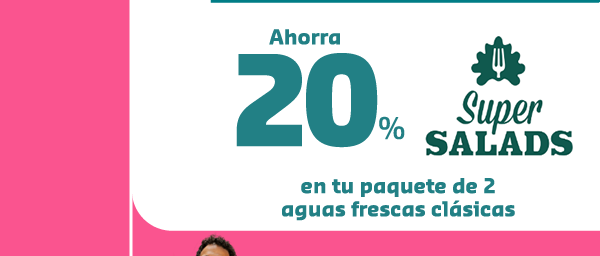 Ahorra
20%
Super
SALADS
en tu paquete de 2
aguas frescas clásicas